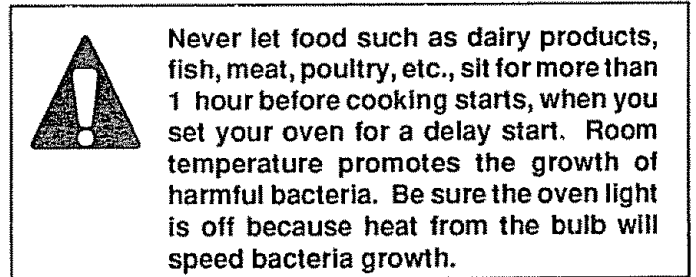 Never let food such as dairy products,
fish, meat, poultry, etc., sit for more than
1 hour before cooking starts, when you
set your oven for a delay start. Room
temperature promotes the growth of
harmful bacteria. Be sure the oven light
is off because heat from the bulb will
speed bacteria growth.